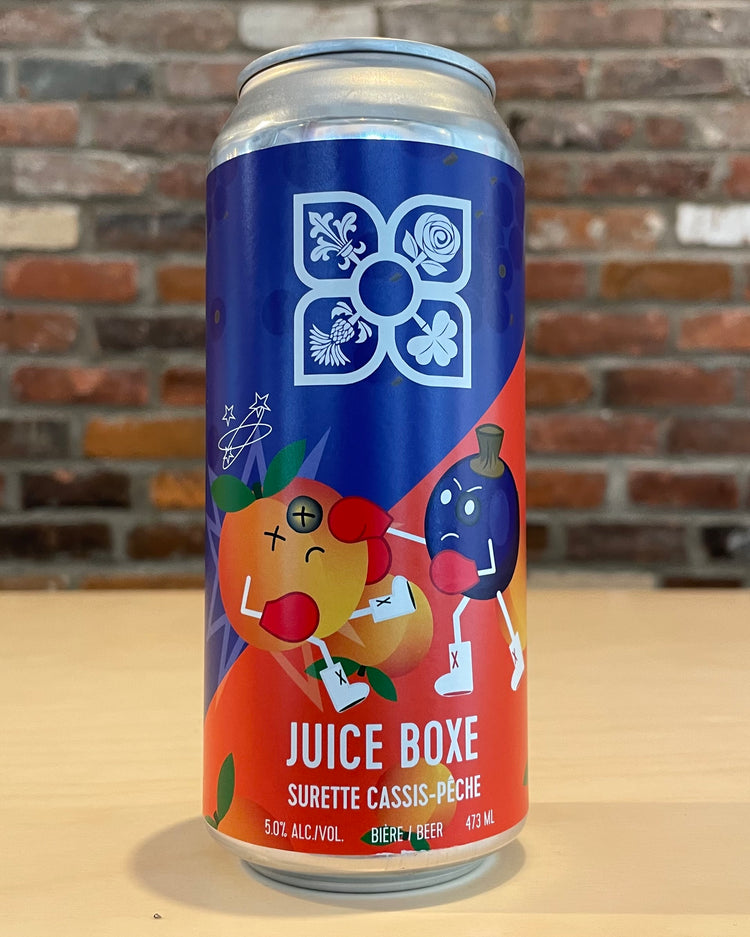 JUICE BOXE
SURETTE CASSIS-PÊCHE
5.0% ALC./VOL. BIÈRE / BEER 473 ML